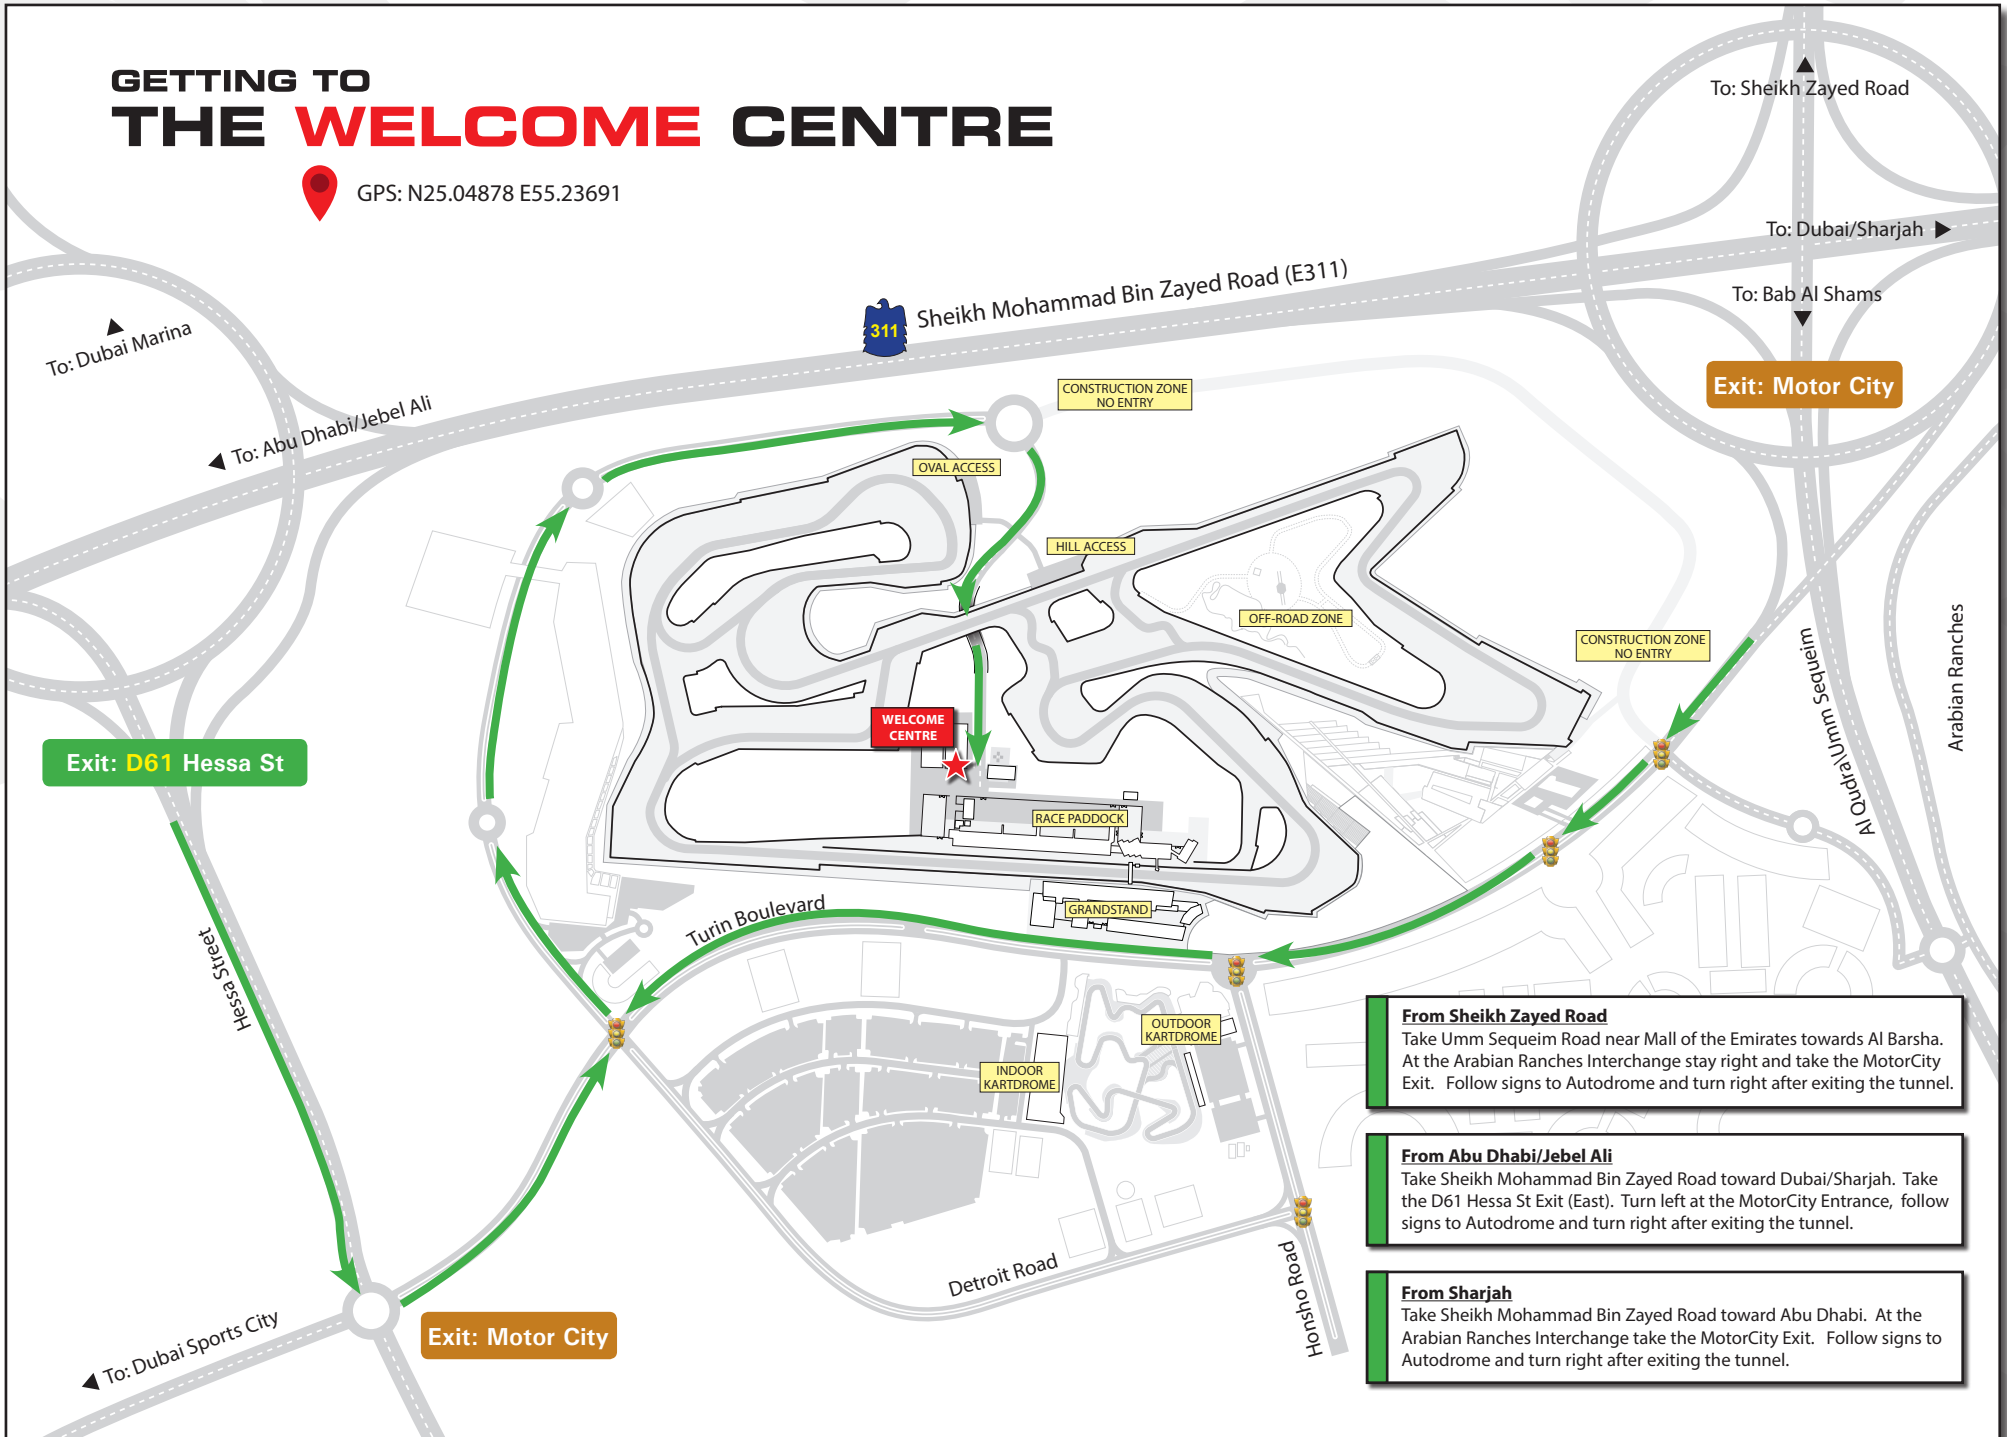 GETTING TO
THE WELCOME CENTRE
GPS: N25.04878 E55.23691
To: Sheikh Zayed Road
To: Dubai/Sharjah
To: Bab Al Shams
Exit: Motor City
311
Sheikh Mohammad Bin Zayed Road (E311)
To: Dubai Marina
To: Abu Dhabi/Jebel Ali
CONSTRUCTION ZONE
NO ENTRY
OVAL ACCESS
HILL ACCESS
OFF-ROAD ZONE
CONSTRUCTION ZONE
NO ENTRY
Al Qudra\Umm Sequeim
Arabian Ranches
WELCOME
CENTRE
Exit: D61 Hessa St
RACE PADDOCK
GRANDSTAND
Turin Boulevard
Hessa Street
OUTDOOR
KARTDROME
INDOOR
KARTDROME
Detroit Road
Honsho Road
Exit: Motor City
To: Dubai Sports City
From Sheikh Zayed Road
Take Umm Sequeim Road near Mall of the Emirates towards Al Barsha.
At the Arabian Ranches Interchange stay right and take the MotorCity
Exit. Follow signs to Autodrome and turn right after exiting the tunnel.
From Abu Dhabi/Jebel Ali
Take Sheikh Mohammad Bin Zayed Road toward Dubai/Sharjah. Take
the D61 Hessa St Exit (East). Turn left at the MotorCity Entrance, follow
signs to Autodrome and turn right after exiting the tunnel.
From Sharjah
Take Sheikh Mohammad Bin Zayed Road toward Abu Dhabi. At the
Arabian Ranches Interchange take the MotorCity Exit. Follow signs to
Autodrome and turn right after exiting the tunnel.